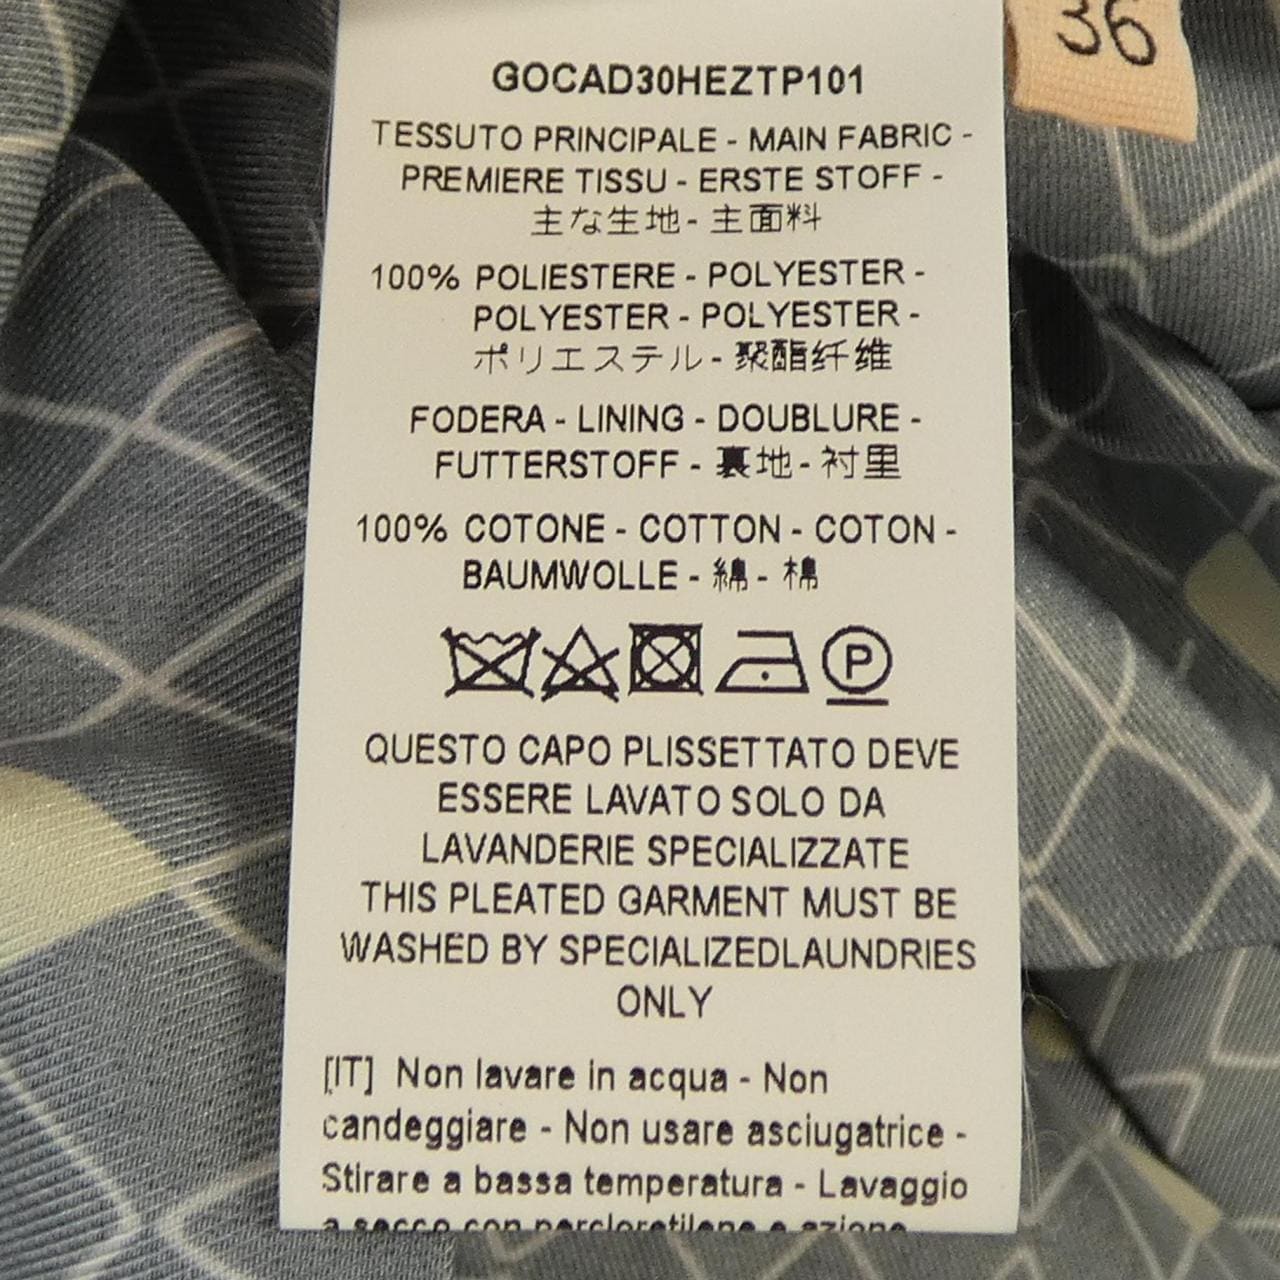 36
GOCAD30HEZTP101
TESSUTO PRINCIPALE - MAIN FABRIC -
PREMIERE TISSU - ERSTE STOFF -
主な生地 - 主面料
100% POLIESTERE - POLYESTER -
POLYESTER - POLYESTER -
ポリエステル - 聚酯纤维
FODERA - LINING - DOUBLURE -
FUTTERSTOFF - 裏地 - 衬里
100% COTONE - COTTON - COTON -
BAUMWOLLE - 綿 - 棉
P
QUESTO CAPO PLISSETTATO DEVE
ESSERE LAVATO SOLO DA
LAVANDERIE SPECIALIZZATE
THIS PLEATED GARMENT MUST BE
WASHED BY SPECIALIZEDLAUNDRIES
ONLY
[IT] Non lavare in acqua - Non
candeggiare - Non usare asciugatrice -
Stirare a bassa temperatura - Lavaggio
a secco con percloretilene e azione